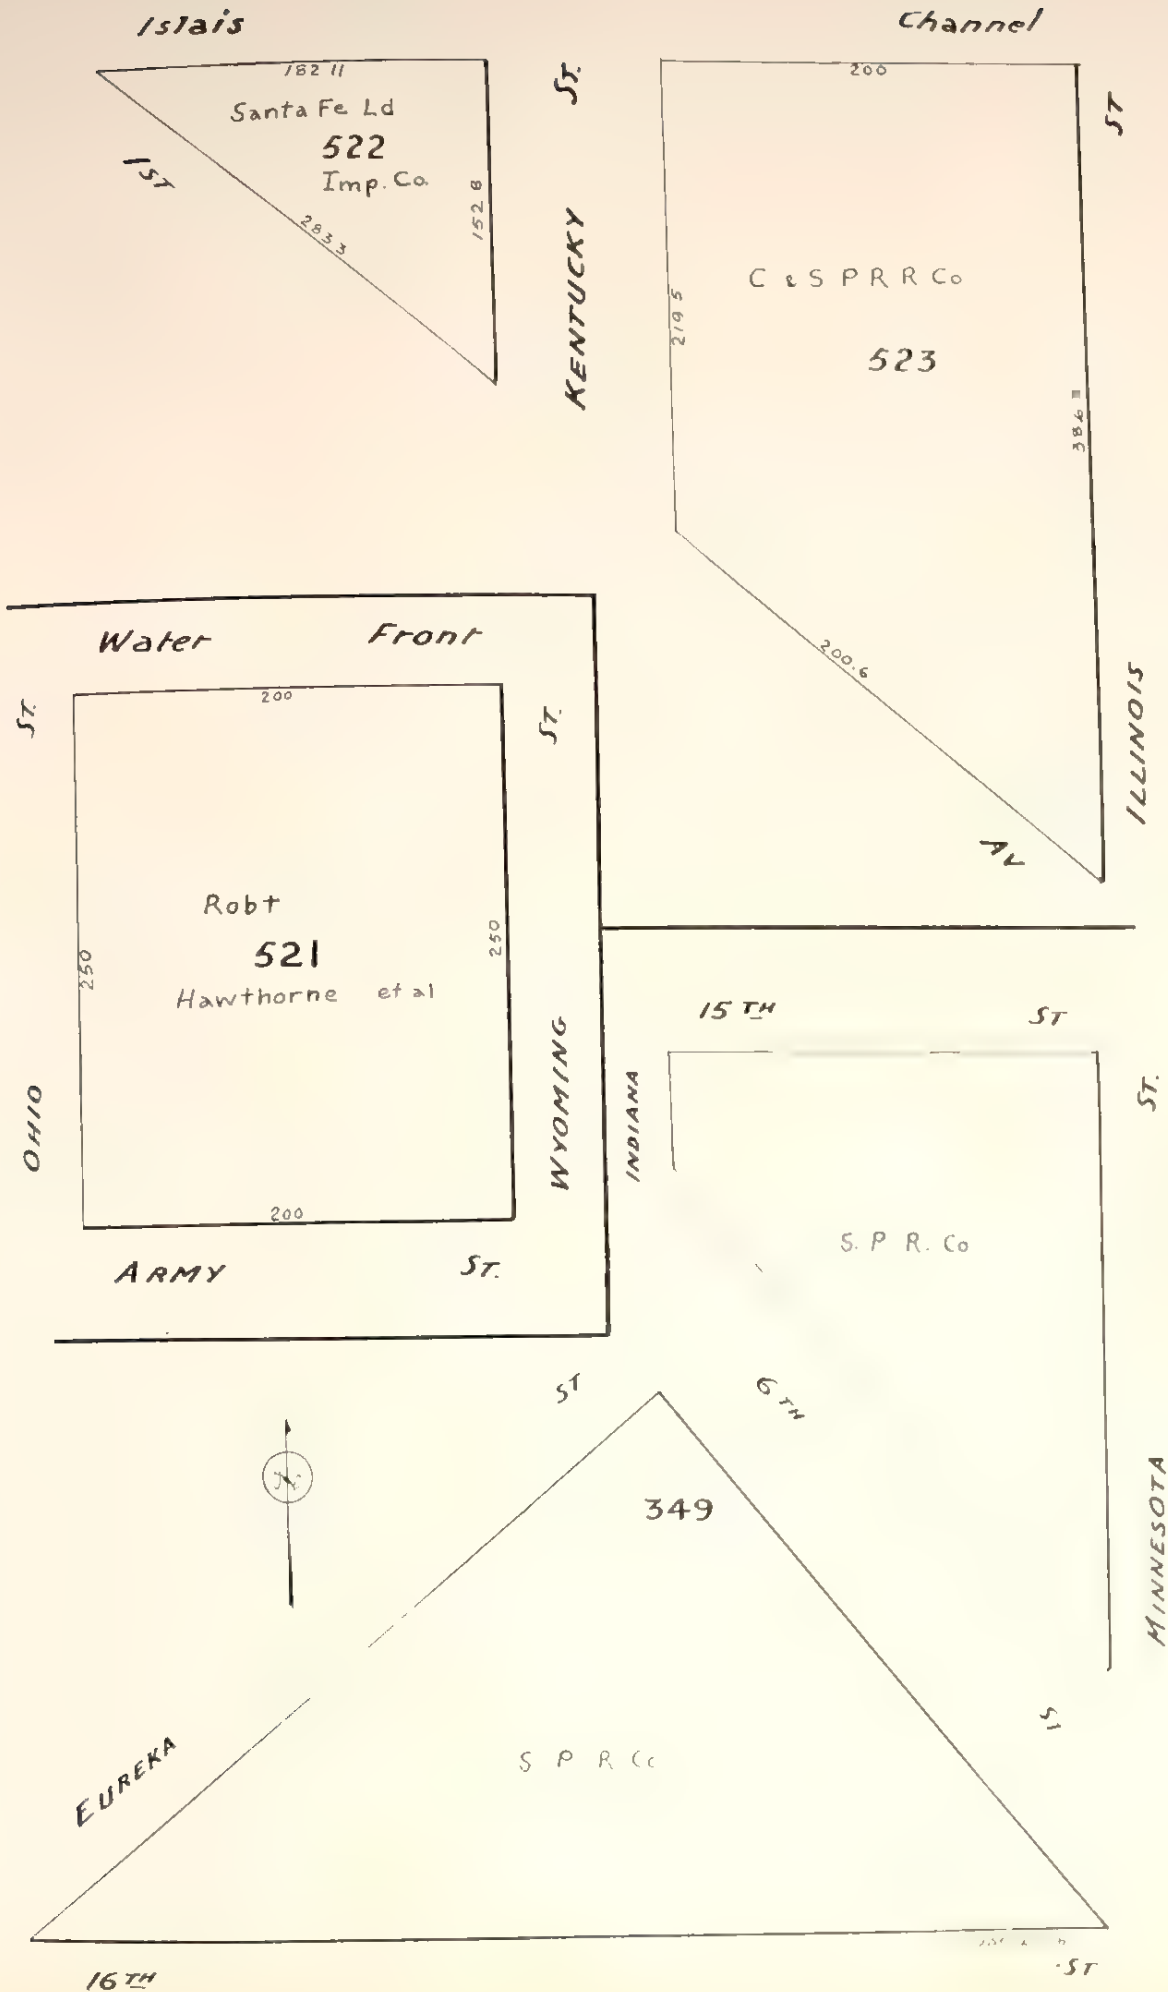 Islais Channel
182 11
Santa Fe Ld
522
Imp. Co.
1ST
283 3
152 8
KENTUCKY ST.
200
C & S P R R Co
523
219 5
386
200.6
AV
ILLINOIS ST
Water Front
200
OHIO ST.
Robt
521
Hawthorne et al
250
250
200
WYOMING ST.
ARMY ST.
15TH ST
INDIANA
S. P. R. Co
MINNESOTA ST.
6TH ST
N
349
S P R Co
EUREKA ST
16TH ST